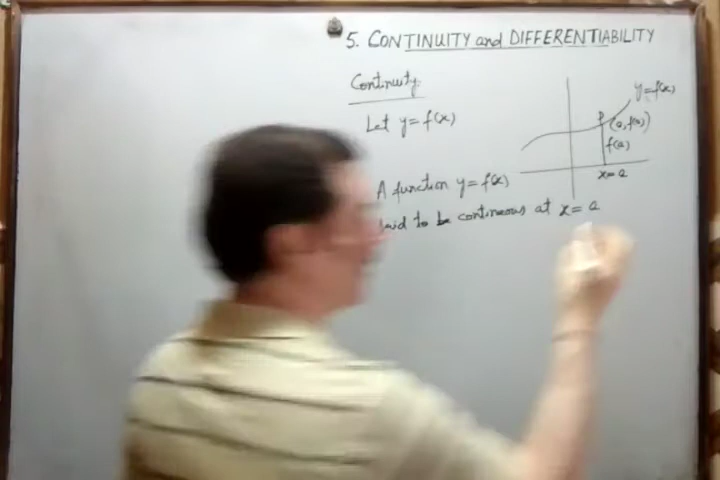 5. CONTINUITY and DIFFERENTIABILITY
Continuity:
Let y=f(x)
y=f(x)
P
(a, f(a))
f(a)
x=a
A function y=f(x)
said to be continuous at x=a